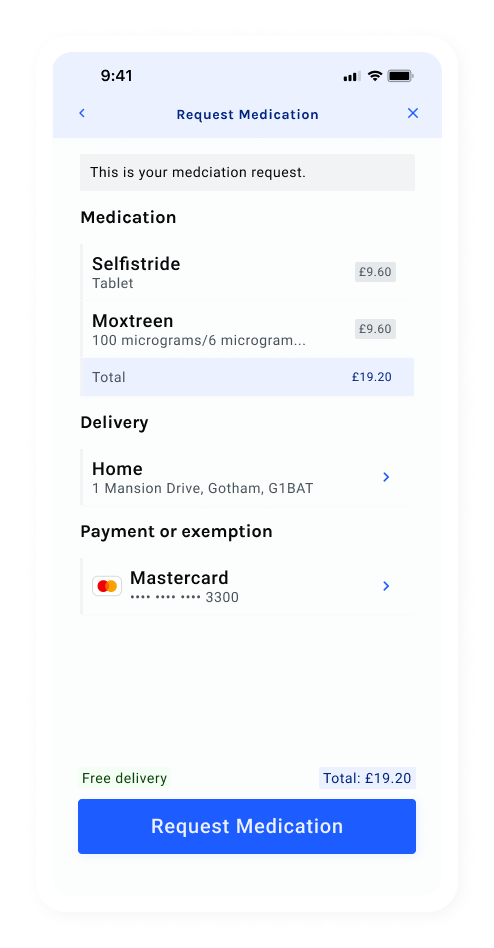 9:41
Request Medication
This is your medciation request.
Medication
Selfistride
£9.60
Tablet
Moxtreen
£9.60
100 micrograms/6 microgram...
Total £19.20
Delivery
Home
1 Mansion Drive, Gotham, G1BAT
Payment or exemption
Mastercard
•••• •••• •••• 3300
Free delivery Total: £19.20
Request Medication